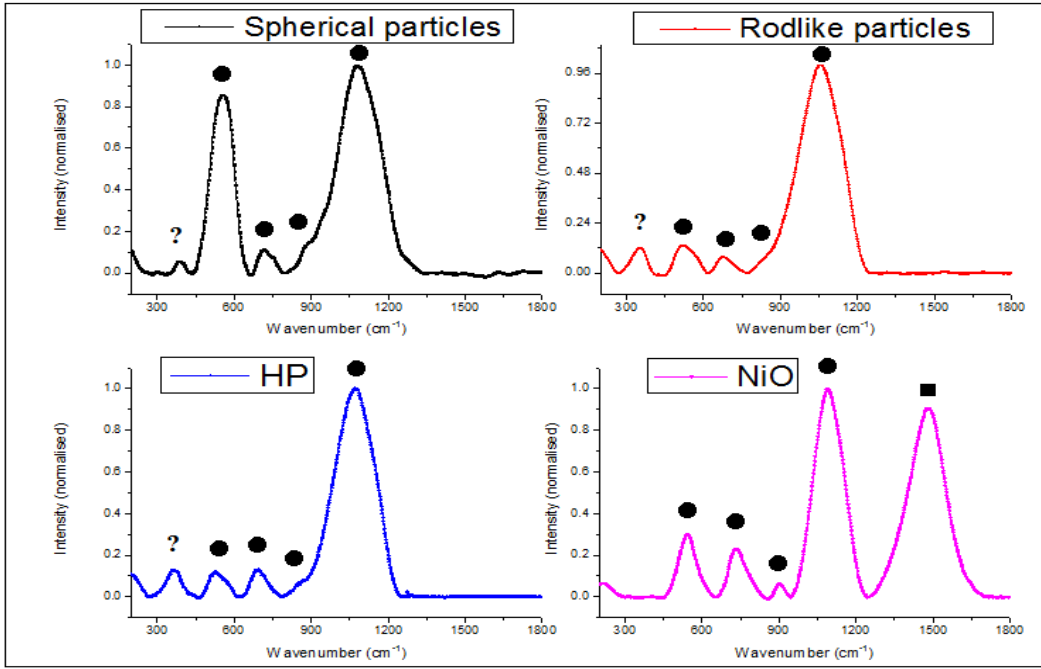 Spherical particles
Intensity (normalised)
1.0
0.8
0.6
0.4
0.2
0.0
?
300 600 900 1200 1500 1800
Wavenumber (cm⁻¹)
Rodlike particles
Intensity (normalised)
0.96
0.72
0.48
0.24
0.00
?
300 600 900 1200 1500 1800
Wavenumber (cm⁻¹)
HP
Intensity (normalised)
1.0
0.8
0.6
0.4
0.2
0.0
?
300 600 900 1200 1500 1800
Wavenumber (cm⁻¹)
NiO
Intensity (normalised)
1.0
0.8
0.6
0.4
0.2
0.0
300 600 900 1200 1500 1800
Wavenumber (cm⁻¹)